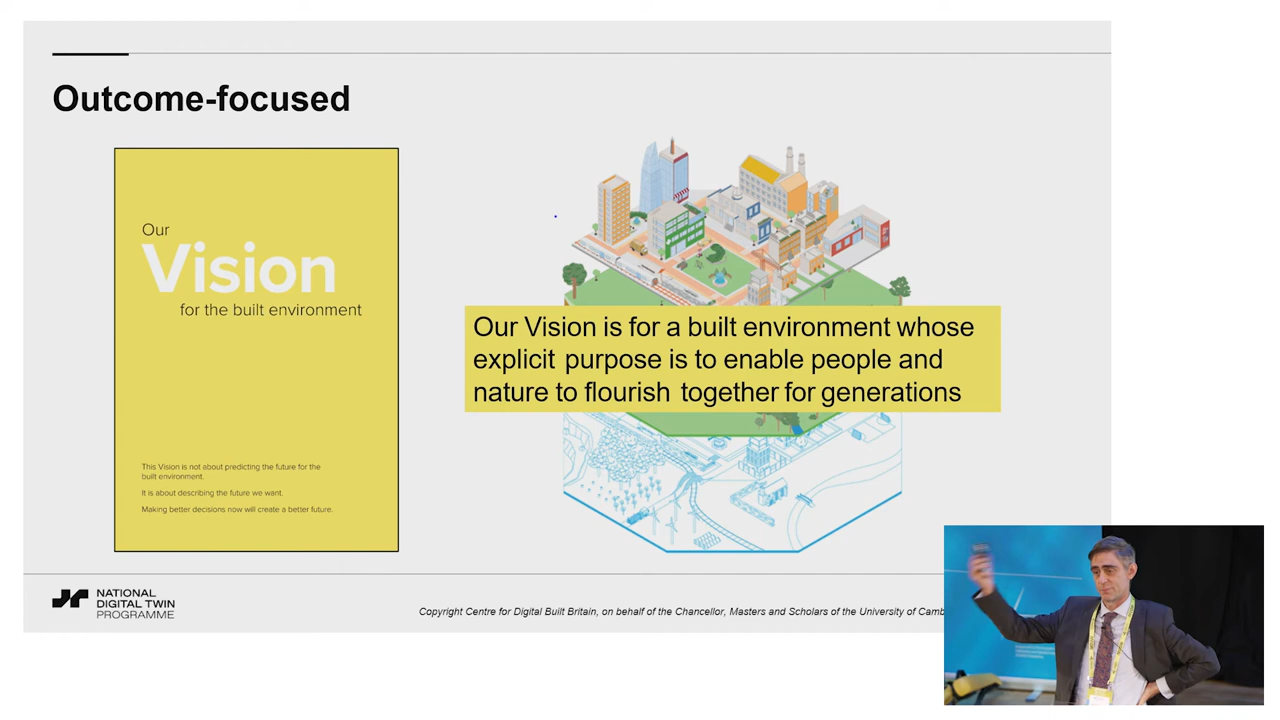 Outcome-focused
Our
Vision
for the built environment
This Vision is not about predicting the future for the
built environment.
It is about describing the future we want.
Making better decisions now will create a better future.
Our Vision is for a built environment whose
explicit purpose is to enable people and
nature to flourish together for generations
NATIONAL
DIGITAL TWIN
PROGRAMME
Copyright Centre for Digital Built Britain, on behalf of the Chancellor, Masters and Scholars of the University of Camb